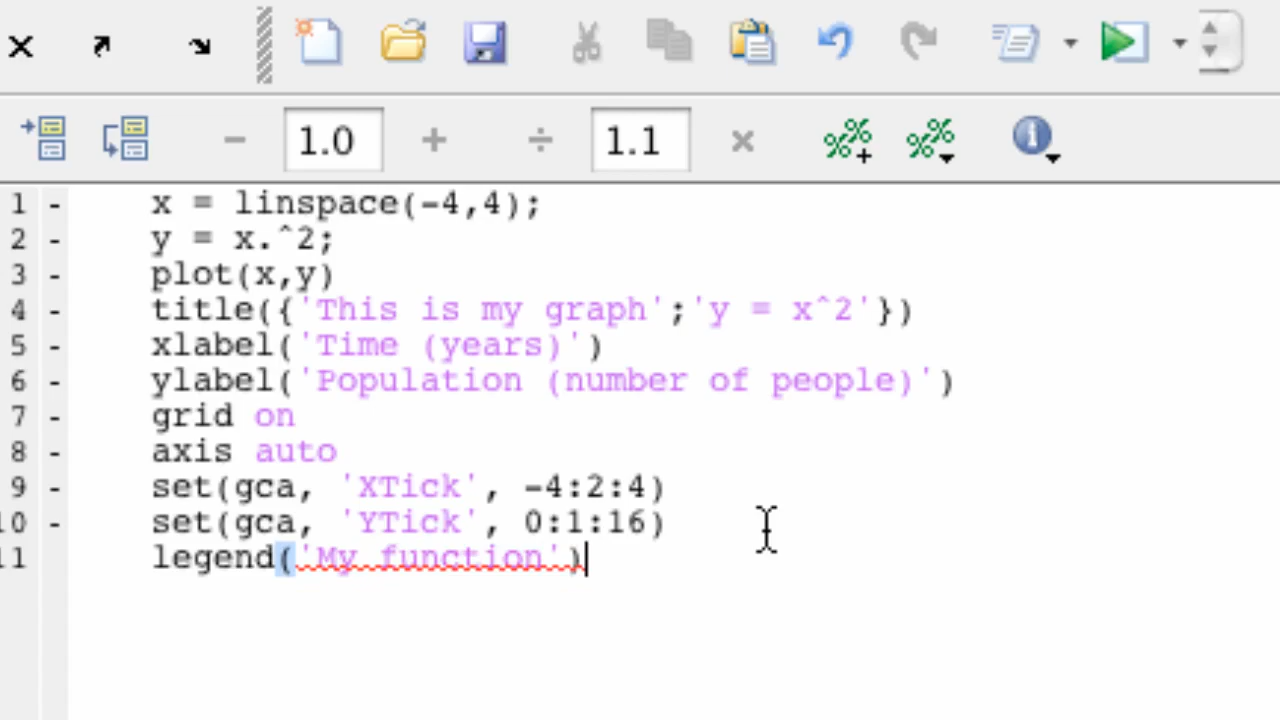 1.0 1.1
1 - x = linspace(-4,4);
2 - y = x.^2;
3 - plot(x,y)
4 - title({'This is my graph';'y = x^2'})
5 - xlabel('Time (years)')
6 - ylabel('Population (number of people)')
7 - grid on
8 - axis auto
9 - set(gca, 'XTick', -4:2:4)
10 - set(gca, 'YTick', 0:1:16)
11 legend('My function')